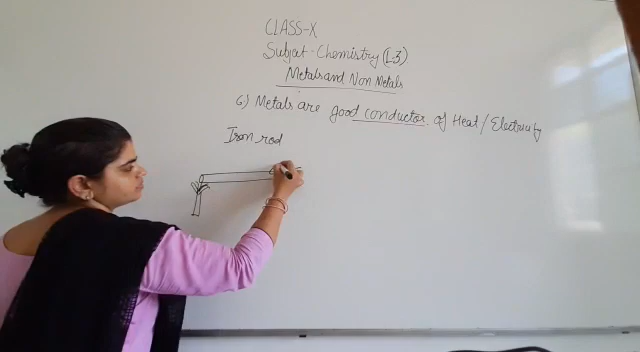 CLASS-X
Subject-Chemistry (L-3)
Metals and Non Metals
6) Metals are good conductor of Heat/Electricity
Iron rod